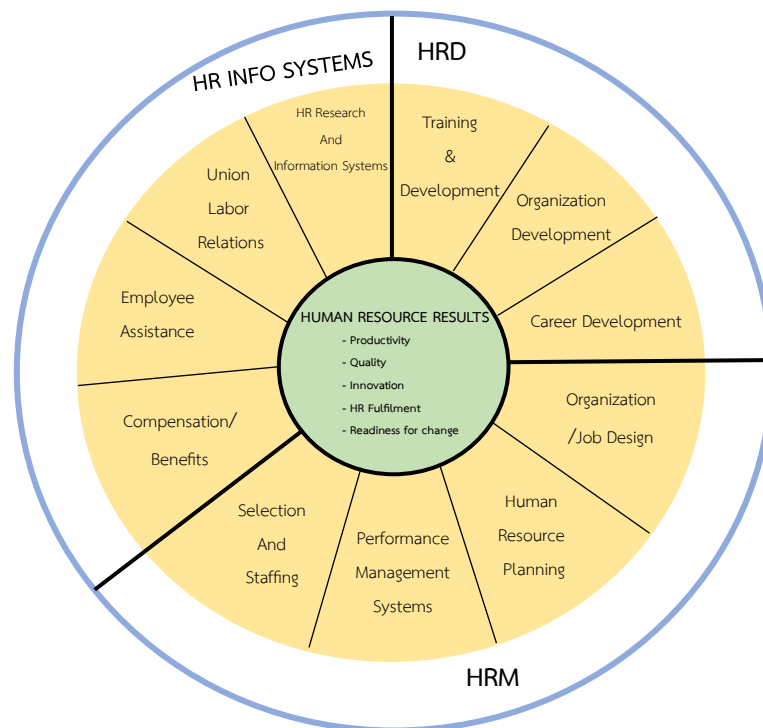 HR INFO SYSTEMS
HRD
HR Research
And
Information Systems
Training
&
Development
Union
Labor
Relations
Organization
Development
Employee
Assistance
Career Development
HUMAN RESOURCE RESULTS
- Productivity
- Quality
- Innovation
- HR Fulfilment
- Readiness for change
Compensation/
Benefits
Organization
/Job Design
Selection
And
Staffing
Performance
Management
Systems
Human
Resource
Planning
HRM